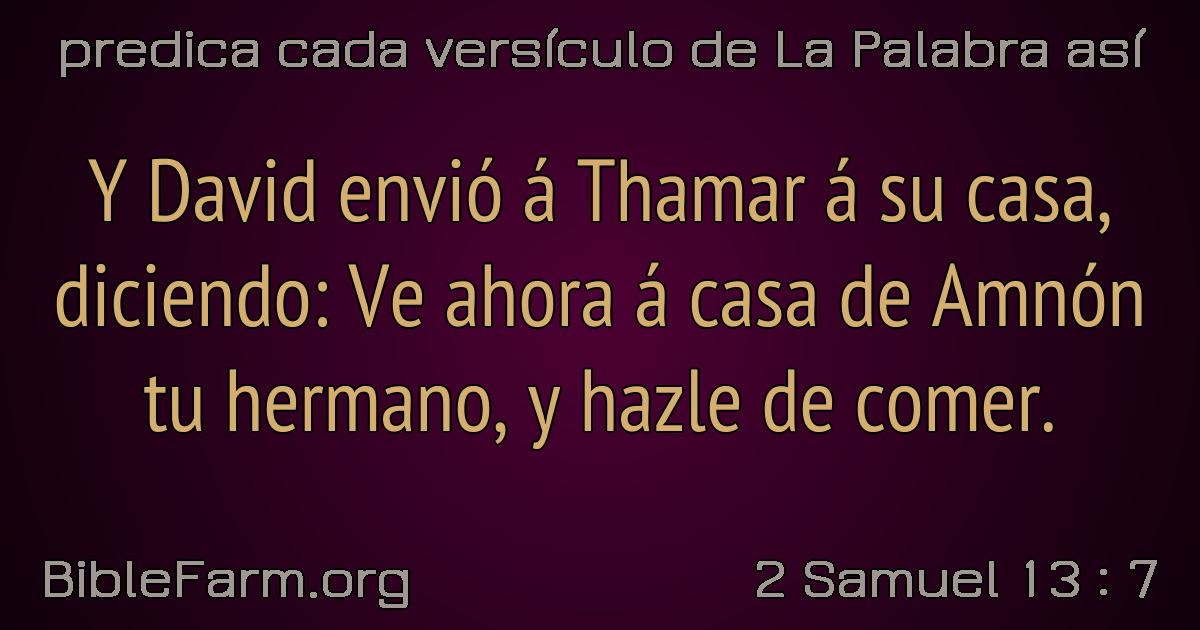 predica cada versículo de La Palabra así
Y David envió á Thamar á su casa,
diciendo: Ve ahora á casa de Amnón
tu hermano, y hazle de comer.
BibleFarm.org
2 Samuel 13 : 7